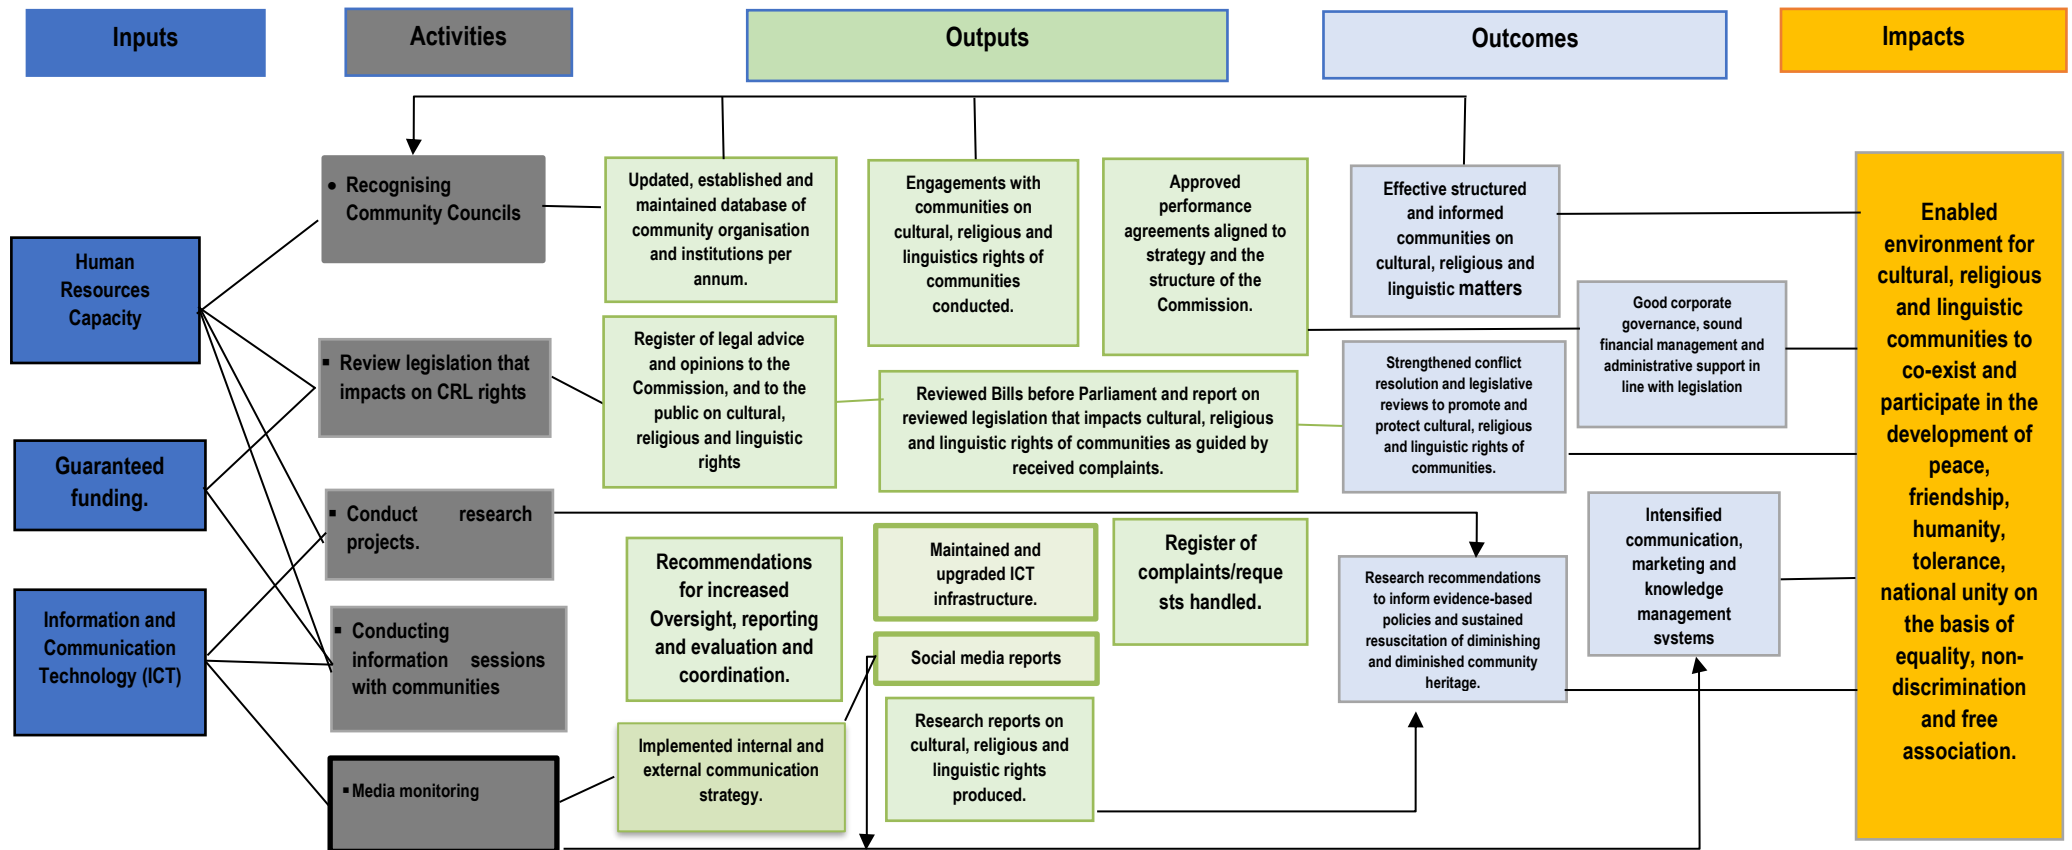 Inputs
Activities
Outputs
Outcomes
Impacts
Human
Resources
Capacity
Guaranteed
funding.
Information and
Communication
Technology (ICT)
• Recognising
Community Councils
▪ Review legislation that
impacts on CRL rights
▪ Conduct research
projects.
▪ Conducting
information sessions
with communities
▪ Media monitoring
Updated, established and
maintained database of
community organisation
and institutions per
annum.
Engagements with
communities on
cultural, religious and
linguistics rights of
communities
conducted.
Approved
performance
agreements aligned to
strategy and the
structure of the
Commission.
Register of legal advice
and opinions to the
Commission, and to the
public on cultural,
religious and linguistic
rights
Reviewed Bills before Parliament and report on
reviewed legislation that impacts cultural, religious
and linguistic rights of communities as guided by
received complaints.
Recommendations
for increased
Oversight, reporting
and evaluation and
coordination.
Maintained and
upgraded ICT
infrastructure.
Register of
complaints/reque
sts handled.
Social media reports
Implemented internal and
external communication
strategy.
Research reports on
cultural, religious and
linguistic rights
produced.
Effective structured
and informed
communities on
cultural, religious and
linguistic matters
Good corporate
governance, sound
financial management and
administrative support in
line with legislation
Strengthened conflict
resolution and legislative
reviews to promote and
protect cultural, religious
and linguistic rights of
communities.
Research recommendations
to inform evidence-based
policies and sustained
resuscitation of diminishing
and diminished community
heritage.
Intensified
communication,
marketing and
knowledge
management
systems
Enabled
environment for
cultural, religious
and linguistic
communities to
co-exist and
participate in the
development of
peace,
friendship,
humanity,
tolerance,
national unity on
the basis of
equality, non-
discrimination
and free
association.